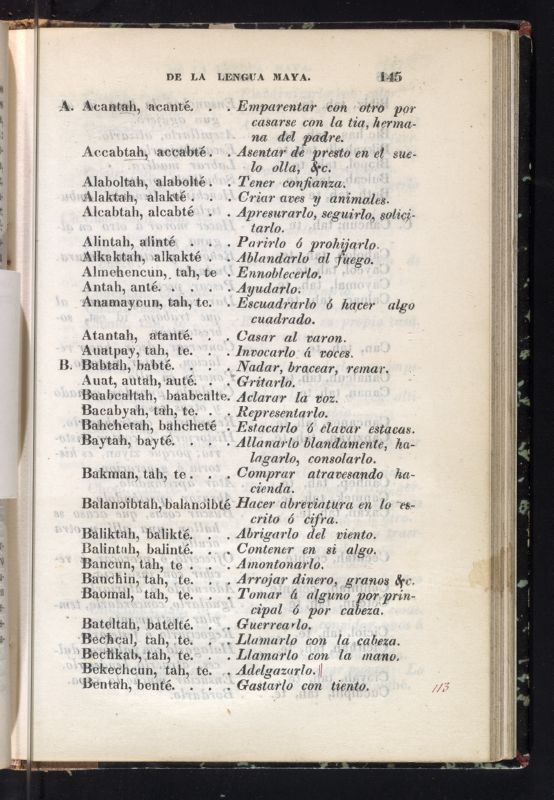 DE LA LENGUA MAYA. 145
A. Acantah, acanté. . . Emparentar con otro por
casarse con la tia, herma-
na del padre.
Accabtah, accabté. . Asentar de presto en el sue-
lo olla, &c.
Alaboltah, alabolté. . Tener confianza.
Alaktah, alakté. . Criar aves y animales.
Alcabtah, alcabté . Apresurarlo, seguirlo, solici-
tarlo.
Alintah, alinté . . Parirlo ó prohijarlo.
Alkaktah, alkakté . Ablandarlo al fuego.
Almehencun, tah, te . Ennoblecerlo.
Antah, anté. . . Ayudarlo.
Anamaycun, tah, te. . Escuadrarlo ó hacer algo
cuadrado.
Atantah, atanté. . Casar al varon.
Auatpay, tah, te. . Invocarlo á voces.
B. Babtah, babté. . . Nadar, bracear, remar.
Auat, autah, auté. . Gritarlo.
Baabcaltah, baabcalte. Aclarar la voz.
Bacabyah, tah, te. . Representarlo.
Bahchetah, bahcheté . Estacarlo ó clavar estacas.
Baytah, bayté. . . Allanarlo blandamente, ha-
lagarlo, consolarlo.
Bakman, tah, te . . Comprar atravesando ha-
cienda.
Balanɔibtah, balanɔibté Hacer abreviatura en lo es-
crito ó cifra.
Baliktah, balikté. . Abrigarlo del viento.
Balintah, balinté. . Contener en si algo.
Bancun, tah, te . . Amontonarlo.
Banchin, tah, te. . Arrojar dinero, granos &c.
Baomal, tah, te. . Tomar á alguno por prin-
cipal ó por cabeza.
Bateltah, batelté. . Guerrearlo.
Bechcal, tah, te. . Llamarlo con la cabeza.
Bechkab, tah, te. . Llamarlo con la mano.
Bekechcun, tah, te. . Adelgazarlo.
Bentah, benté. . . Gastarlo con tiento.
113